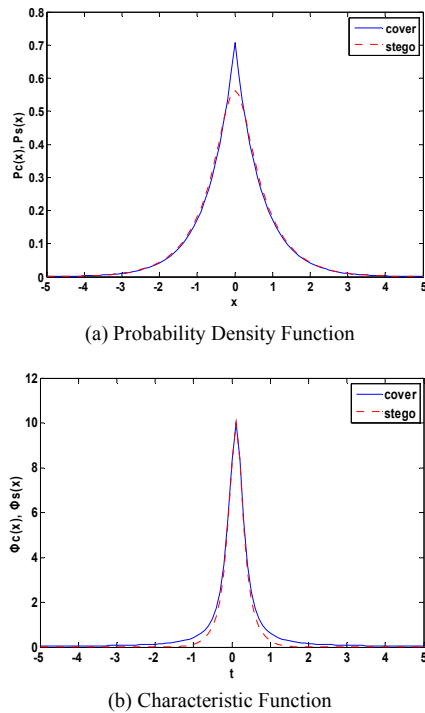 0.8
0.7
0.6
0.5
0.4
0.3
0.2
0.1
0
Pc(x), Ps(x)
cover
stego
-5 -4 -3 -2 -1 0 1 2 3 4 5
x
(a) Probability Density Function
12
10
8
6
4
2
0
Φc(x), Φs(x)
cover
stego
-5 -4 -3 -2 -1 0 1 2 3 4 5
t
(b) Characteristic Function